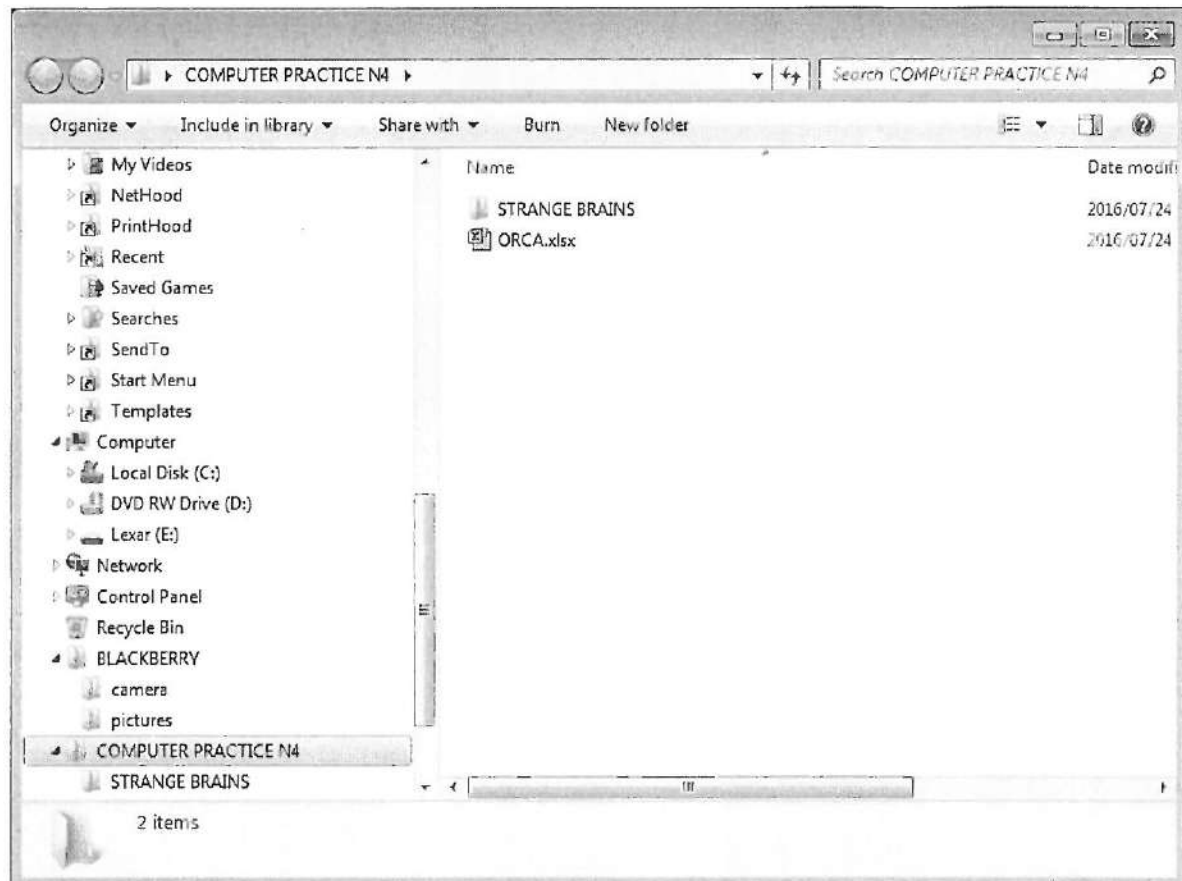 COMPUTER PRACTICE N4
Search COMPUTER PRACTICE N4
Organize
Include in library
Share with
Burn
New folder
My Videos
NetHood
PrintHood
Recent
Saved Games
Searches
SendTo
Start Menu
Templates
Computer
Local Disk (C:)
DVD RW Drive (D:)
Lexar (E:)
Network
Control Panel
Recycle Bin
BLACKBERRY
camera
pictures
COMPUTER PRACTICE N4
STRANGE BRAINS
Name
Date modifi
STRANGE BRAINS
2016/07/24
ORCA.xlsx
2016/07/24
2 items